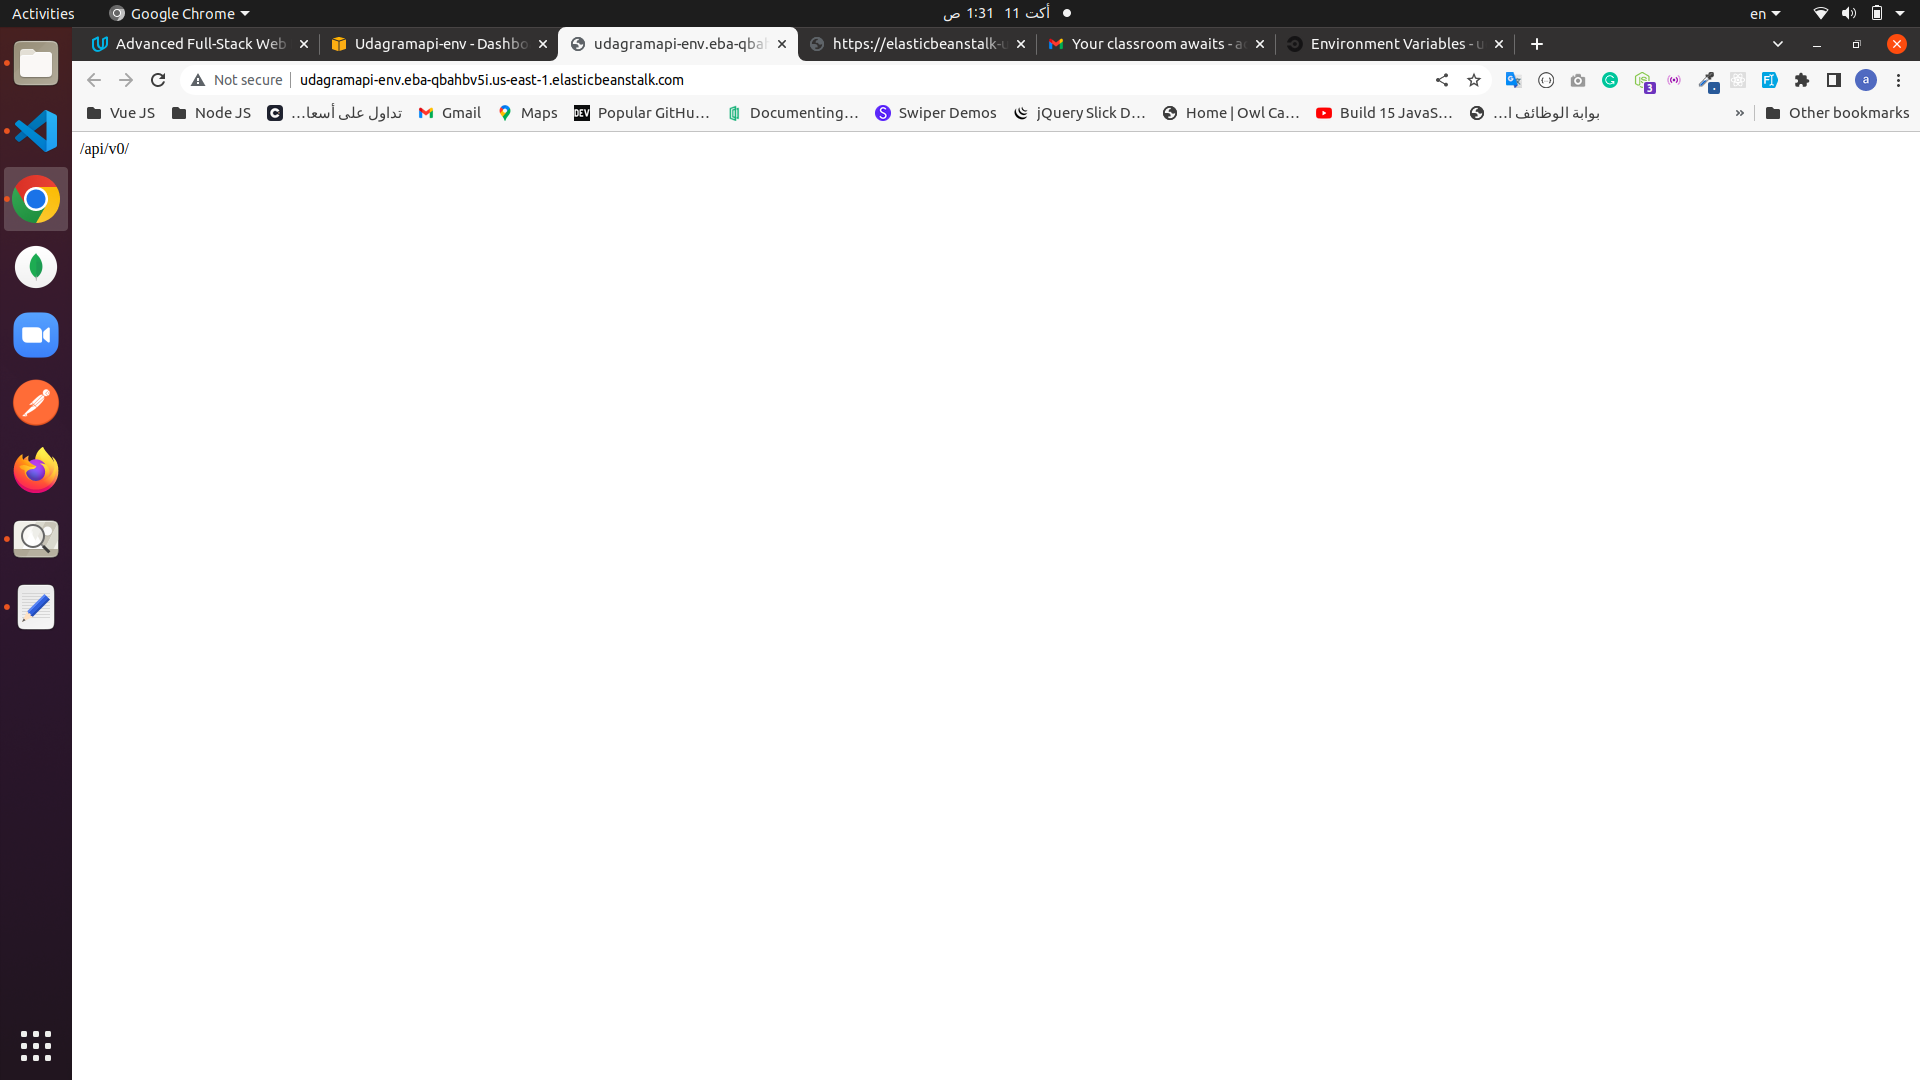 Activities
Google Chrome
أكت 11 1:31 ص
en
Advanced Full-Stack Web
Udagramapi-env - Dashbo
udagramapi-env.eba-qbah
https://elasticbeanstalk-u
Your classroom awaits - a
Environment Variables - u
Not secure
udagramapi-env.eba-qbahbv5i.us-east-1.elasticbeanstalk.com
3
a
Vue JS
Node JS
تداول على أسعا...
Gmail
Maps
DEV
Popular GitHu...
Documenting...
Swiper Demos
jQuery Slick D...
Home | Owl Ca...
Build 15 JavaS...
بوابة الوظائف ا...
»
Other bookmarks
/api/v0/